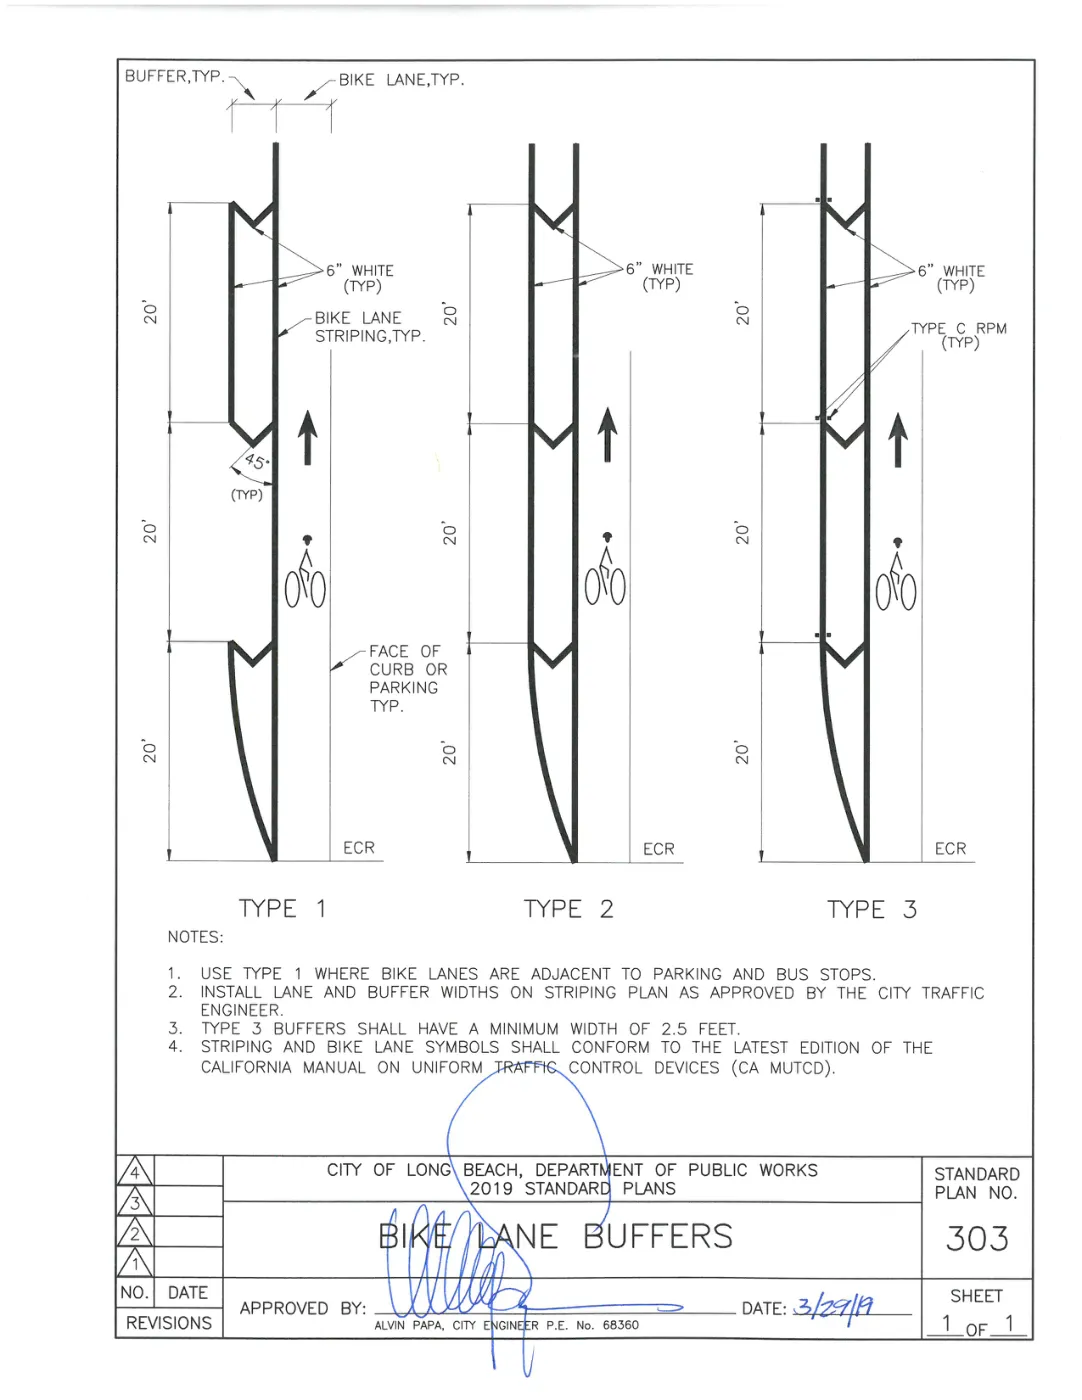 BUFFER,TYP.
BIKE LANE,TYP.
20'
6" WHITE
(TYP)
BIKE LANE
STRIPING,TYP.
45°
(TYP)
20'
FACE OF
CURB OR
PARKING
TYP.
20'
ECR
20'
6" WHITE
(TYP)
20'
20'
ECR
20'
6" WHITE
(TYP)
TYPE C RPM
(TYP)
20'
20'
ECR
TYPE 1
TYPE 2
TYPE 3
NOTES:
1. USE TYPE 1 WHERE BIKE LANES ARE ADJACENT TO PARKING AND BUS STOPS.
2. INSTALL LANE AND BUFFER WIDTHS ON STRIPING PLAN AS APPROVED BY THE CITY TRAFFIC
ENGINEER.
3. TYPE 3 BUFFERS SHALL HAVE A MINIMUM WIDTH OF 2.5 FEET.
4. STRIPING AND BIKE LANE SYMBOLS SHALL CONFORM TO THE LATEST EDITION OF THE
CALIFORNIA MANUAL ON UNIFORM TRAFFIC CONTROL DEVICES (CA MUTCD).
4
3
2
1
NO. DATE
REVISIONS
CITY OF LONG BEACH, DEPARTMENT OF PUBLIC WORKS
2019 STANDARD PLANS
BIKE LANE BUFFERS
APPROVED BY:
DATE: 3/29/19
ALVIN PAPA, CITY ENGINEER P.E. No. 68360
STANDARD
PLAN NO.
303
SHEET
1 OF 1